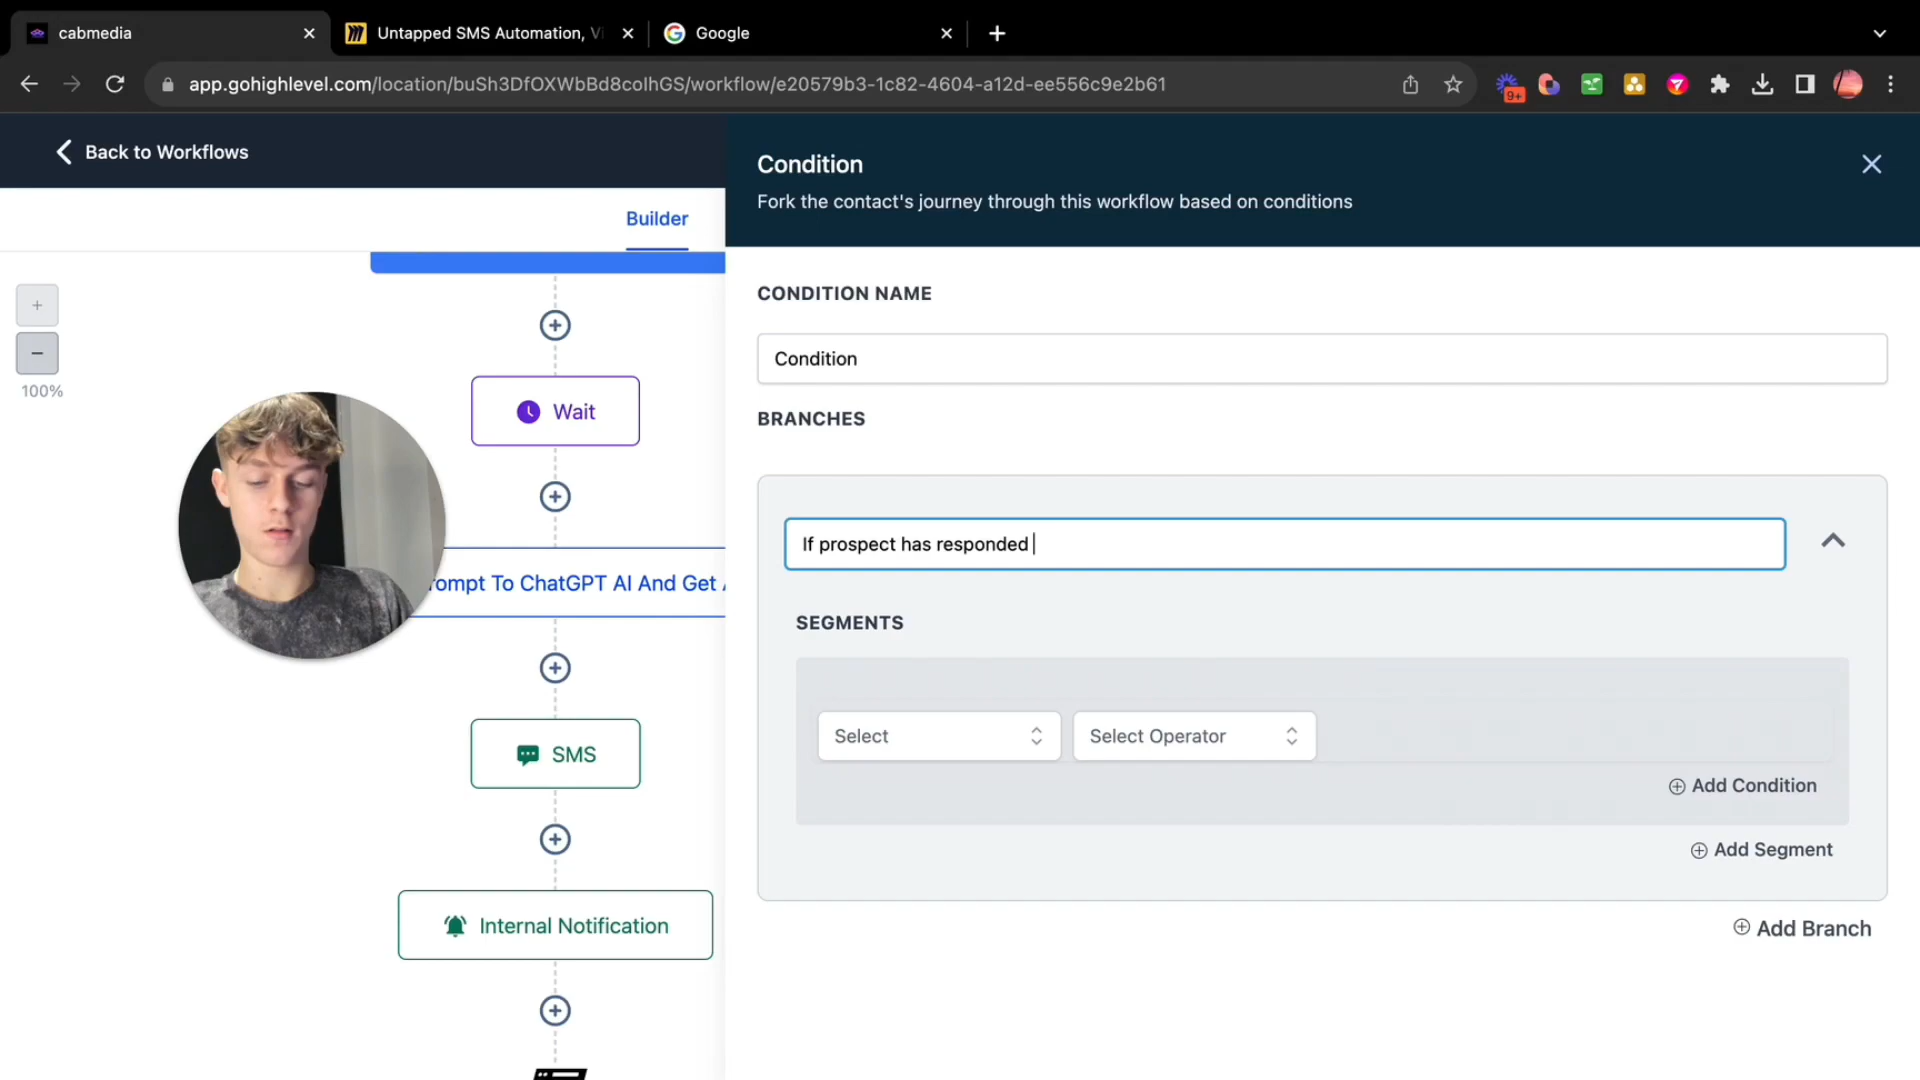 cabmedia
Untapped SMS Automation, Vi
Google
app.gohighlevel.com/location/buSh3DfOXWbBd8coIhGS/workflow/e20579b3-1c82-4604-a12d-ee556c9e2b61
9+
Back to Workflows
Condition
Fork the contact's journey through this workflow based on conditions
Builder
100%
CONDITION NAME
Condition
BRANCHES
Wait
If prospect has responded
ompt To ChatGPT AI And Get
SEGMENTS
Select
Select Operator
SMS
Add Condition
Add Segment
Internal Notification
Add Branch